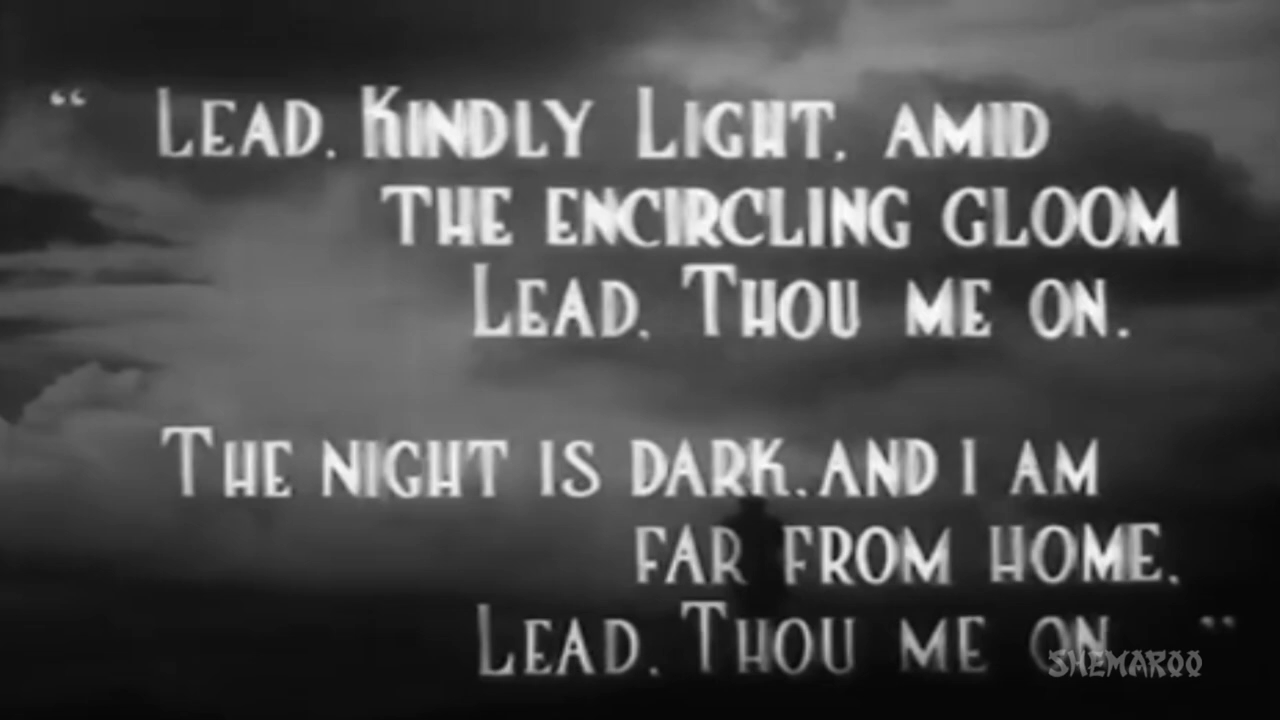 “ LEAD, KINDLY LIGHT, AMID
THE ENCIRCLING GLOOM
LEAD, THOU ME ON.
THE NIGHT IS DARK, AND I AM
FAR FROM HOME,
LEAD, THOU ME ON ”
SHEMAROO